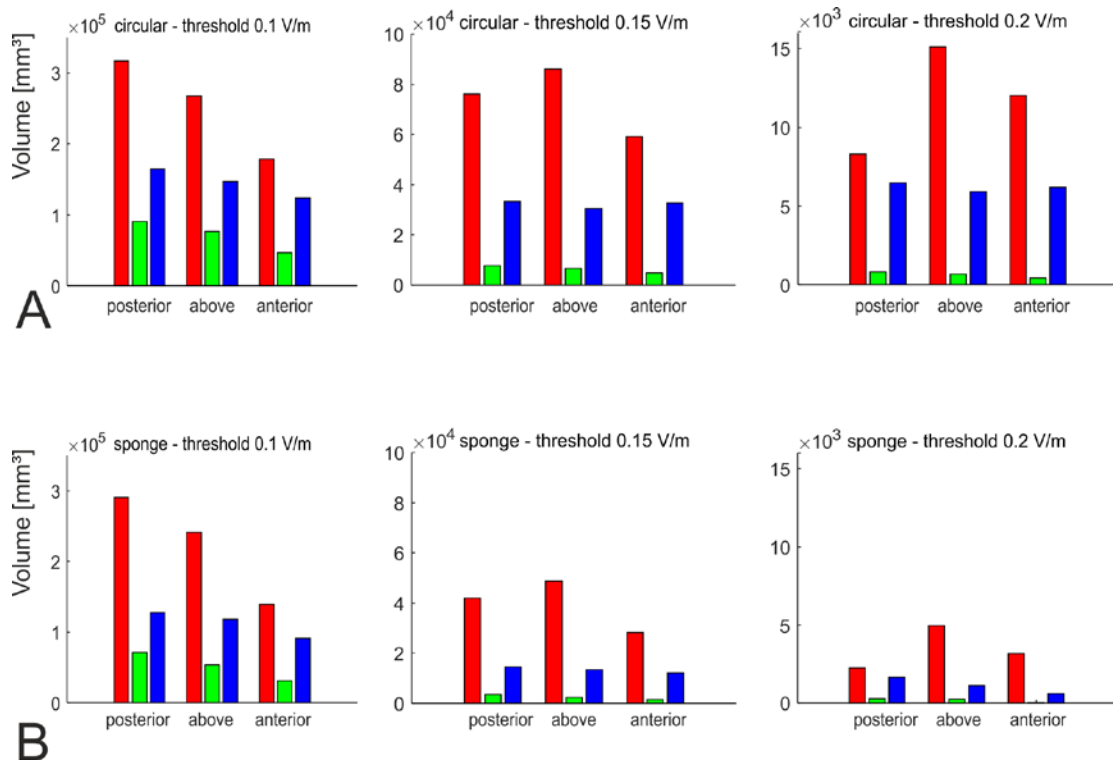 ×10⁵ circular - threshold 0.1 V/m
×10⁴ circular - threshold 0.15 V/m
×10³ circular - threshold 0.2 V/m
Volume [mm³]
3
2
1
0
10
8
6
4
2
0
15
10
5
0
posterior above anterior
posterior above anterior
posterior above anterior
A
×10⁵ sponge - threshold 0.1 V/m
×10⁴ sponge - threshold 0.15 V/m
×10³ sponge - threshold 0.2 V/m
Volume [mm³]
3
2
1
0
10
8
6
4
2
0
15
10
5
0
posterior above anterior
posterior above anterior
posterior above anterior
B